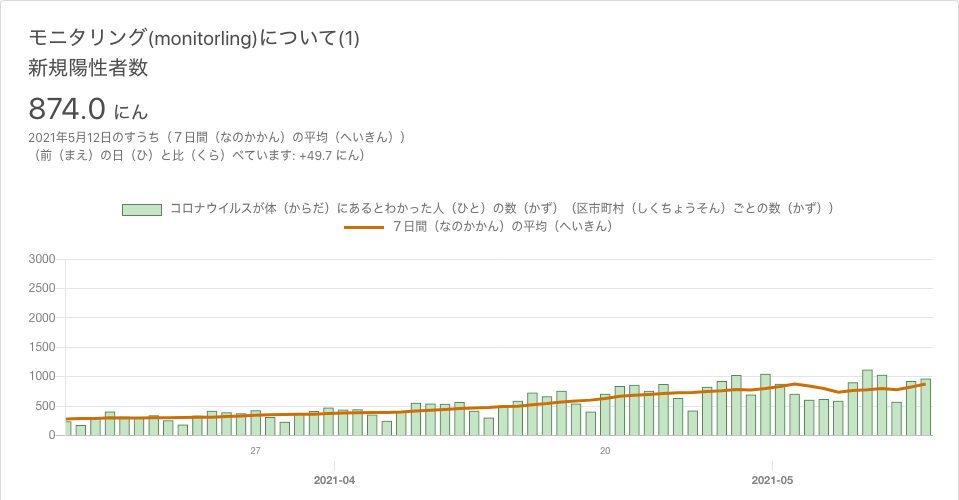 モニタリング(monitorling)について(1)
新規陽性者数
874.0 にん
2021年5月12日のすうち（７日間（なのかかん）の平均（へいきん））
（前（まえ）の日（ひ）と比（くら）べています: +49.7 にん）
コロナウイルスが体（からだ）にあるとわかった人（ひと）の数（かず）（区市町村（しくちょうそん）ごとの数（かず））
７日間（なのかかん）の平均（へいきん）
3000
2500
2000
1500
1000
500
0
27 20
2021-04 2021-05